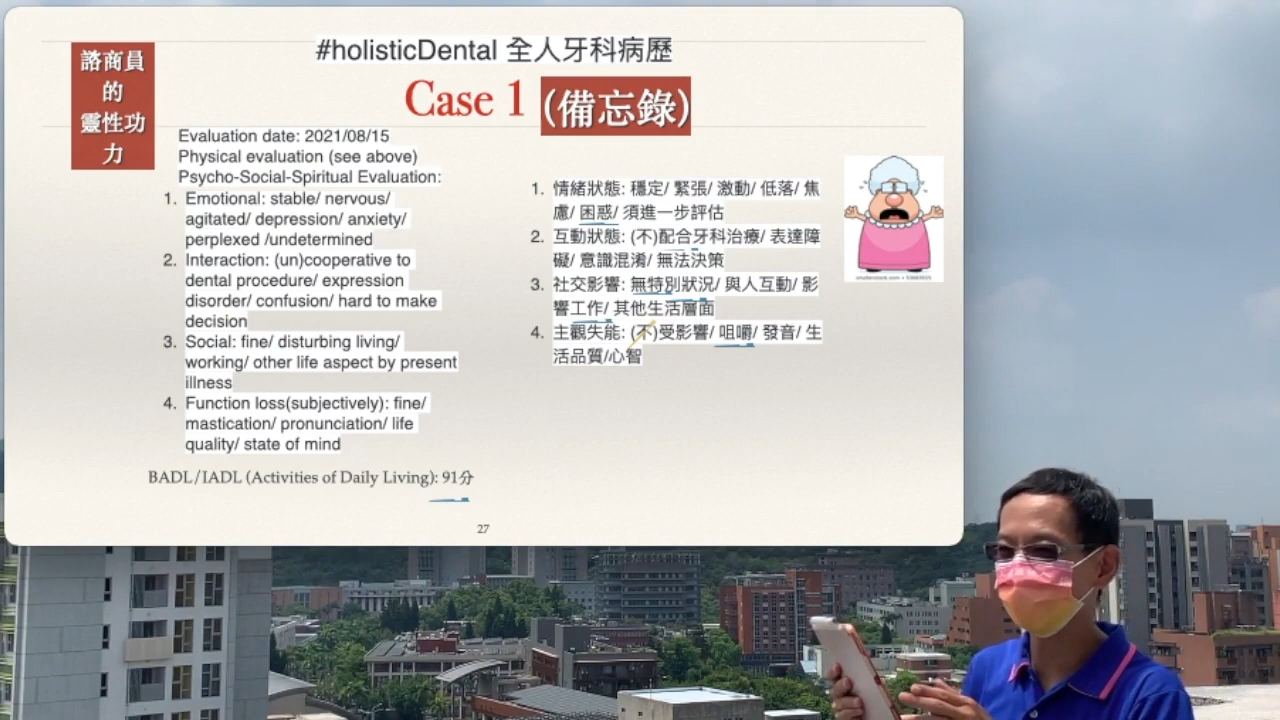 諮商員
的
靈性功
力
#holisticDental 全人牙科病歷
Case 1 (備忘錄)
Evaluation date: 2021/08/15
Physical evaluation (see above)
Psycho-Social-Spiritual Evaluation:
1. Emotional: stable/ nervous/
agitated/ depression/ anxiety/
perplexed /undetermined
2. Interaction: (un)cooperative to
dental procedure/ expression
disorder/ confusion/ hard to make
decision
3. Social: fine/ disturbing living/
working/ other life aspect by present
illness
4. Function loss(subjectively): fine/
mastication/ pronunciation/ life
quality/ state of mind
BADL/IADL (Activities of Daily Living): 91分
1. 情緒狀態: 穩定/ 緊張/ 激動/ 低落/ 焦
慮/ 困惑/ 須進一步評估
2. 互動狀態: (不)配合牙科治療/ 表達障
礙/ 意識混淆/ 無法決策
3. 社交影響: 無特別狀況/ 與人互動/ 影
響工作/ 其他生活層面
4. 主觀失能: (不)受影響/ 咀嚼/ 發音/ 生
活品質/心智
27